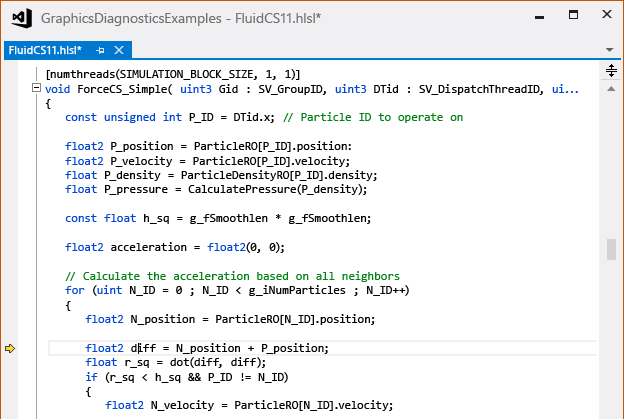 GraphicsDiagnosticsExamples - FluidCS11.hlsl*
FluidCS11.hlsl*
[numthreads(SIMULATION_BLOCK_SIZE, 1, 1)]
void ForceCS_Simple( uint3 Gid : SV_GroupID, uint3 DTid : SV_DispatchThreadID, ui...
{
const unsigned int P_ID = DTid.x; // Particle ID to operate on
float2 P_position = ParticleRO[P_ID].position:
float2 P_velocity = ParticleRO[P_ID].velocity;
float P_density = ParticleDensityRO[P_ID].density;
float P_pressure = CalculatePressure(P_density);
const float h_sq = g_fSmoothlen * g_fSmoothlen;
float2 acceleration = float2(0, 0);
// Calculate the acceleration based on all neighbors
for (uint N_ID = 0 ; N_ID < g_iNumParticles ; N_ID++)
{
float2 N_position = ParticleRO[N_ID].position;
float2 diff = N_position + P_position;
float r_sq = dot(diff, diff);
if (r_sq < h_sq && P_ID != N_ID)
{
float2 N_velocity = ParticleRO[N_ID].velocity;